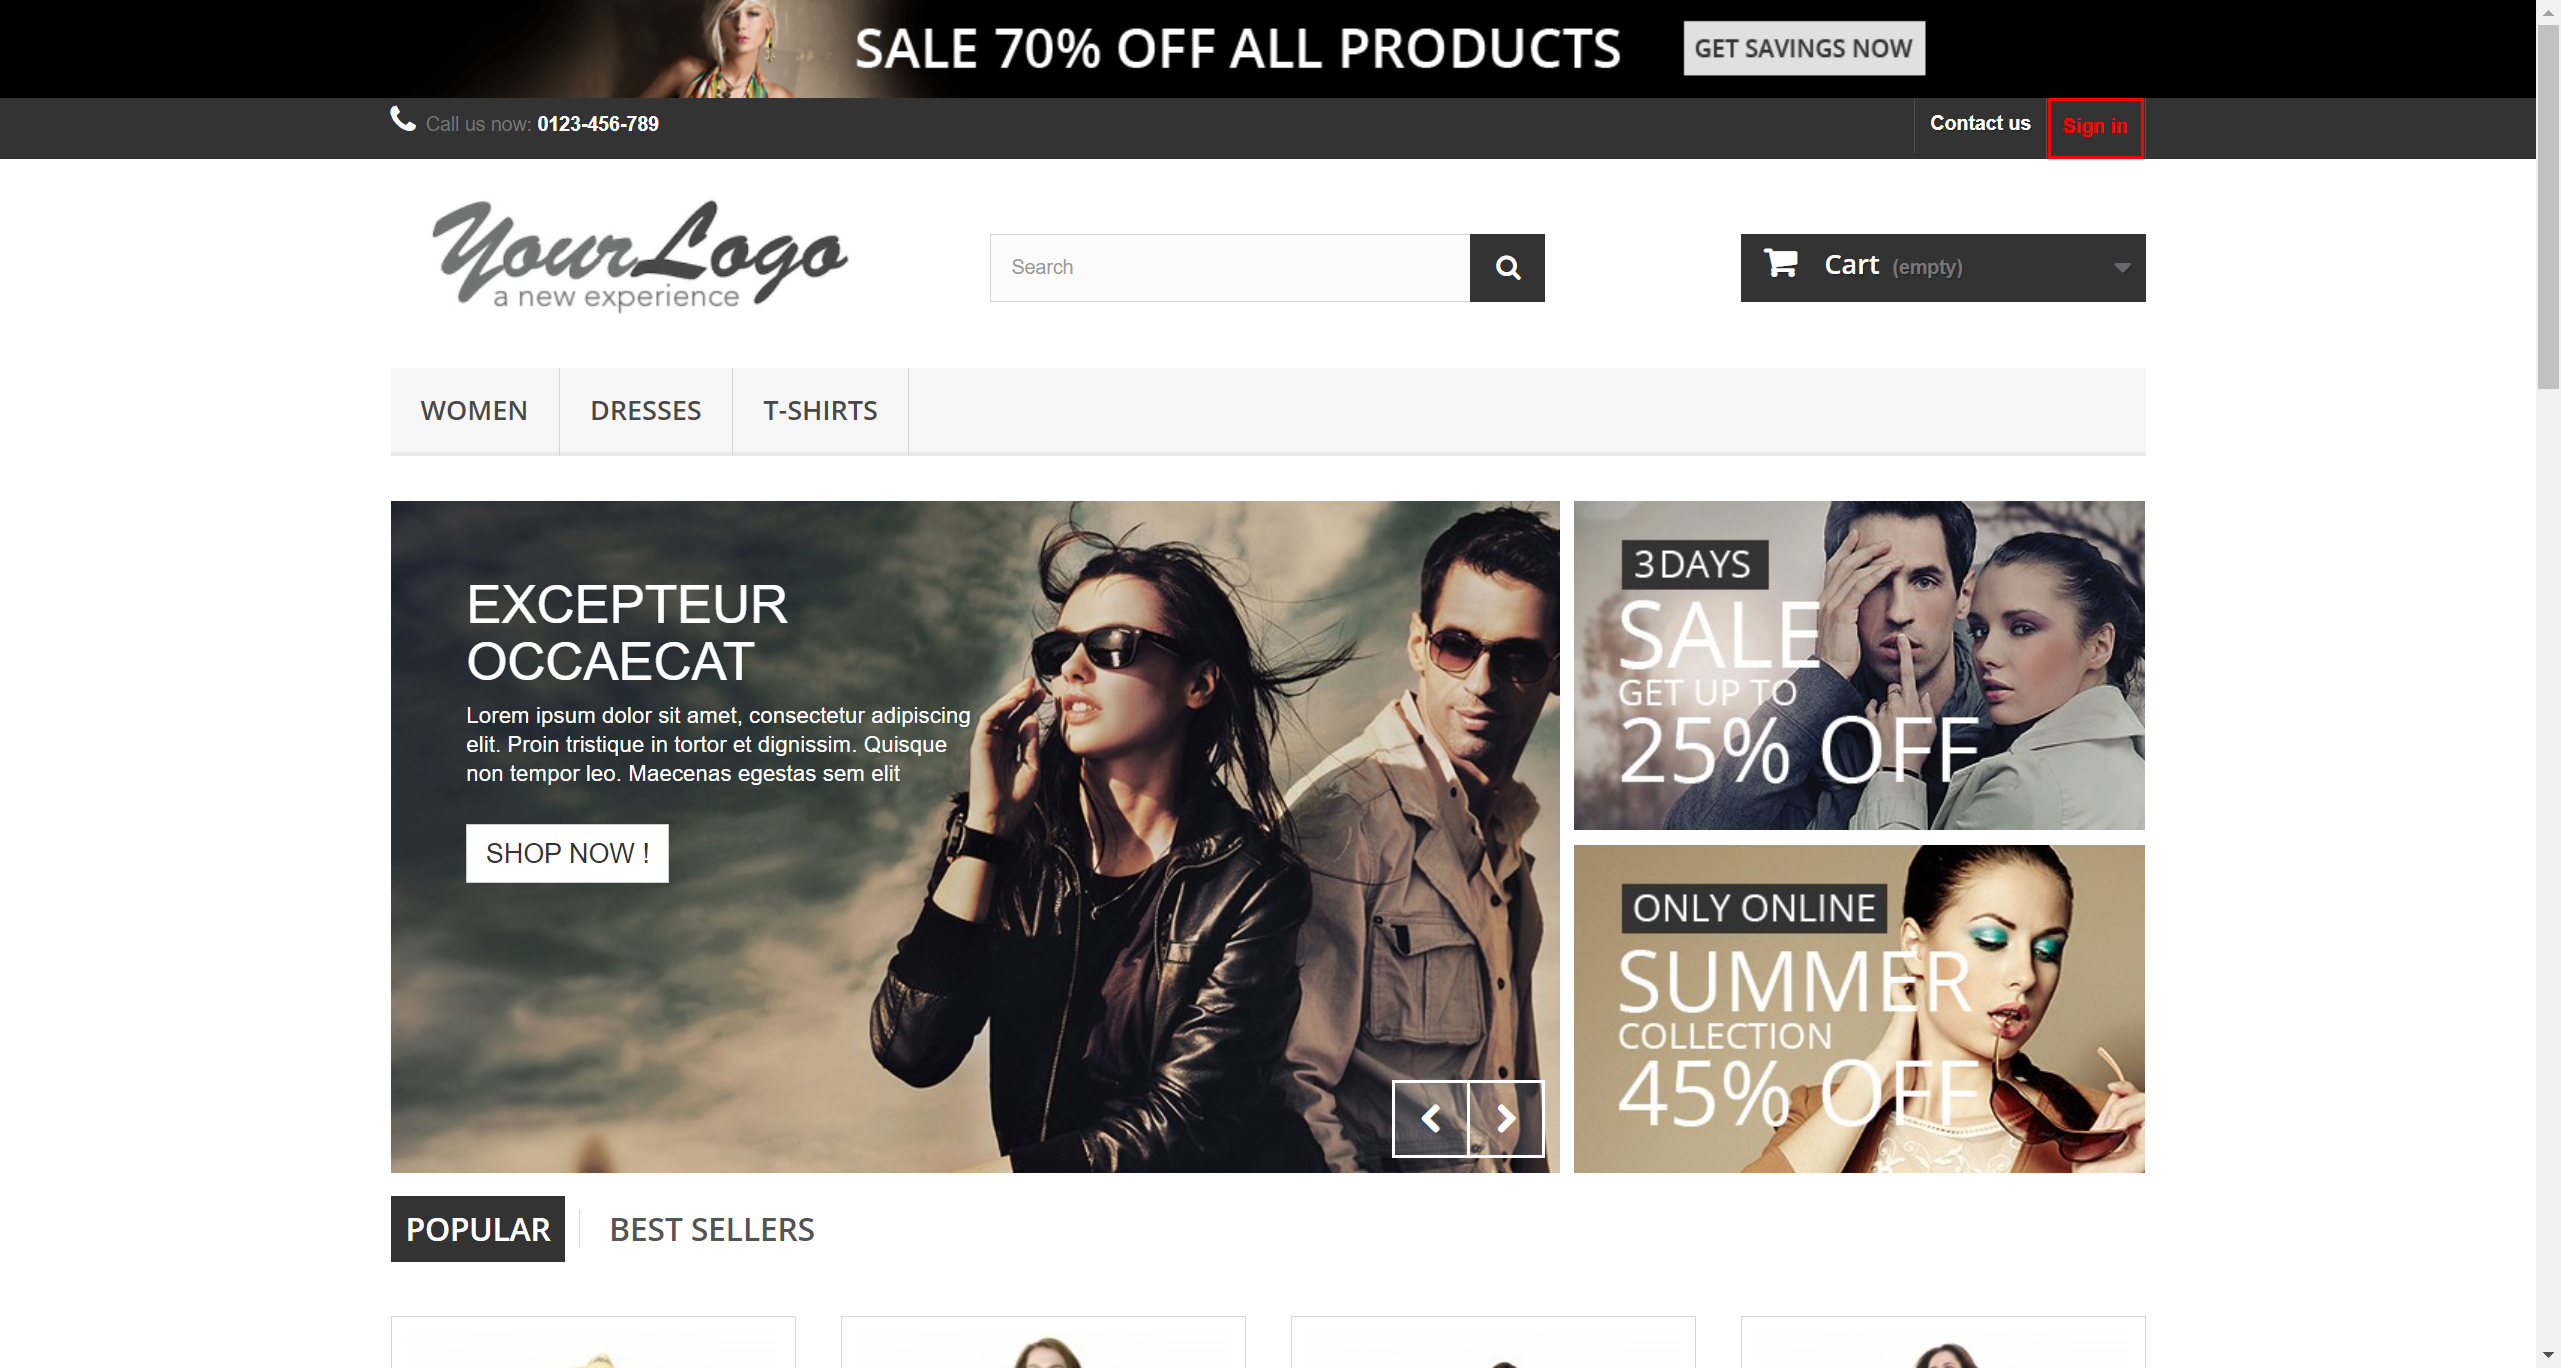 SALE 70% OFF ALL PRODUCTS
GET SAVINGS NOW
Call us now: 0123-456-789
Contact us
Sign in
YourLogo
a new experience
Search
Cart (empty)
WOMEN
DRESSES
T-SHIRTS
EXCEPTEUR
OCCAECAT
Lorem ipsum dolor sit amet, consectetur adipiscing
elit. Proin tristique in tortor et dignissim. Quisque
non tempor leo. Maecenas egestas sem elit
SHOP NOW !
3 DAYS
SALE
GET UP TO
25% OFF
ONLY ONLINE
SUMMER
COLLECTION
45% OFF
POPULAR
BEST SELLERS